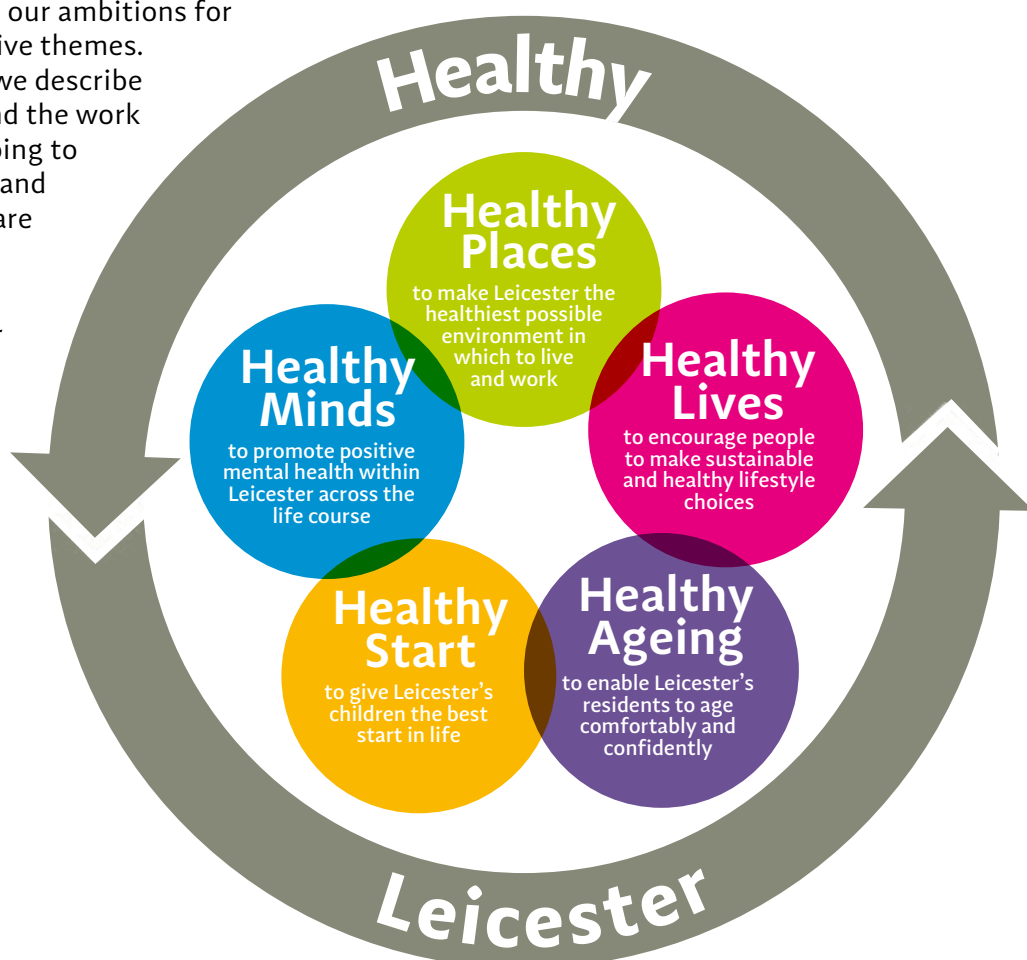 our ambitions for
ive themes.
we describe
d the work
ing to
and
are
Healthy
Healthy
Places
to make Leicester the
healthiest possible
environment in
which to live
and work
Healthy
Minds
to promote positive
mental health within
Leicester across the
life course
Healthy
Lives
to encourage people
to make sustainable
and healthy lifestyle
choices
Healthy
Start
to give Leicester’s
children the best
start in life
Healthy
Ageing
to enable Leicester’s
residents to age
comfortably and
confidently
Leicester